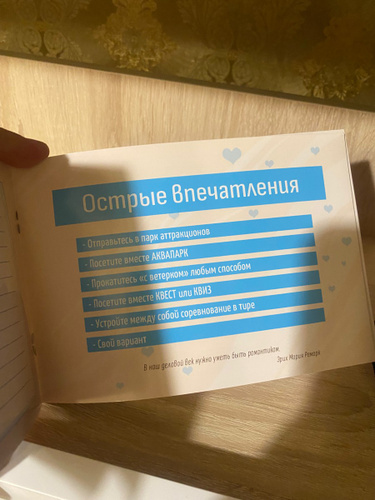 Острые впечатления
- Отправьтесь в парк аттракционов
- Посетите вместе АКВАПАРК
- Прокатитесь «с ветерком» любым способом
- Посетите вместе КВЕСТ или КВИЗ
- Устройте между собой соревнование в тире
- Свой вариант
В наш деловой век нужно уметь быть романтиком.
Эрих Мария Ремарк